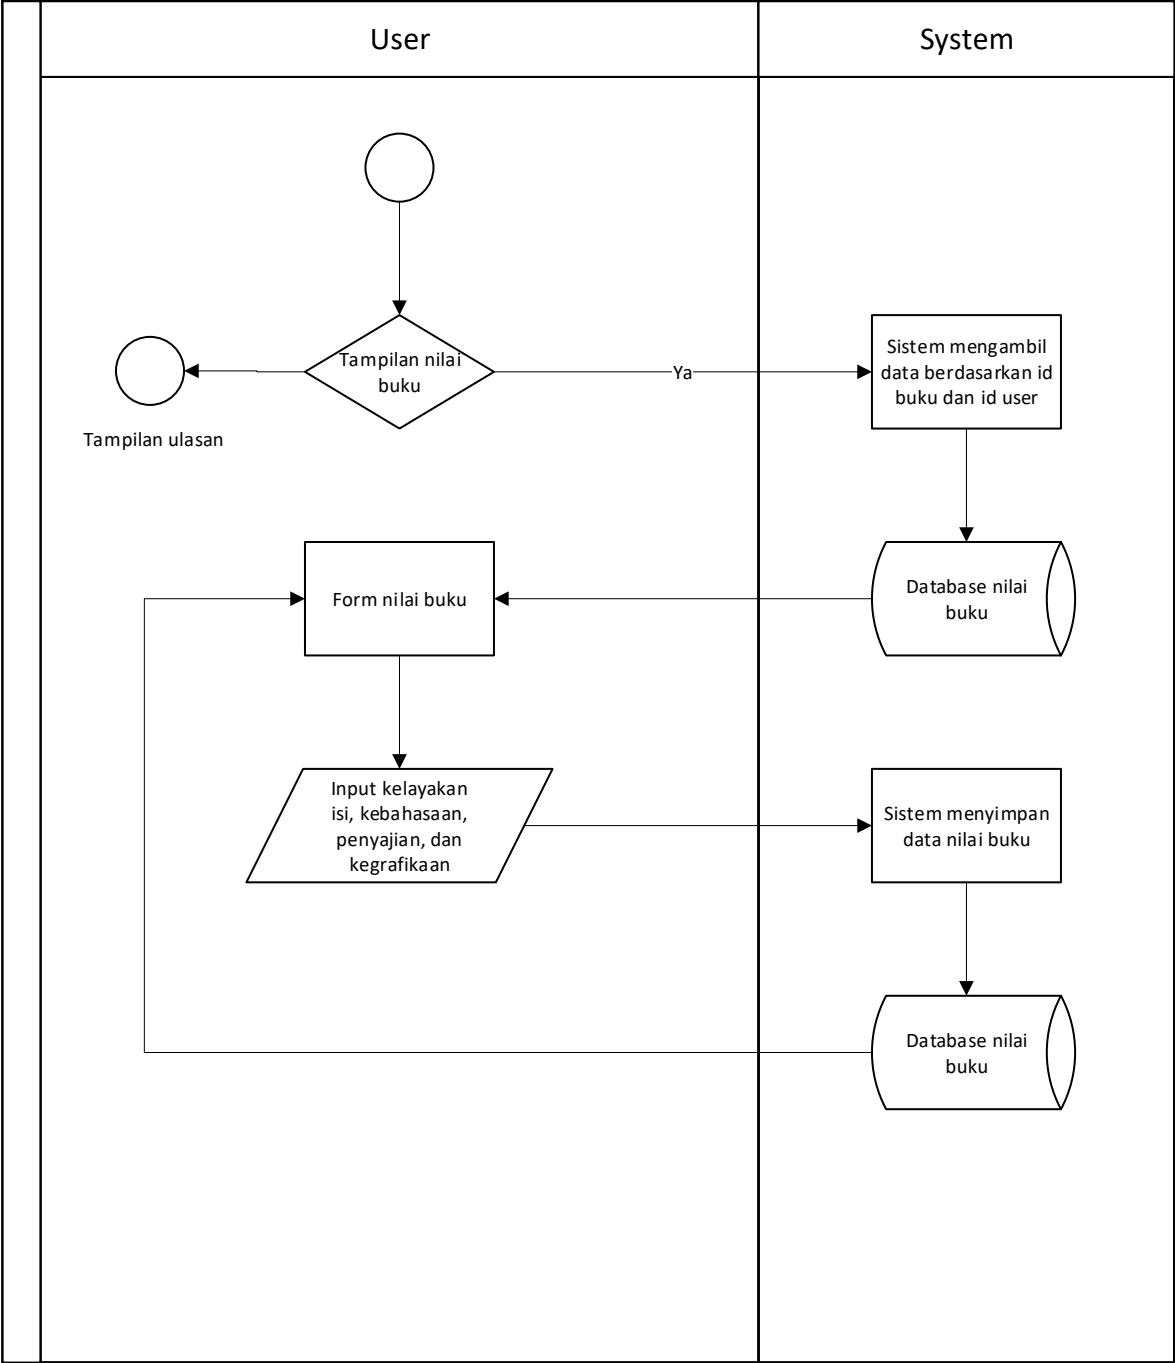 User
System
Tampilan nilai
buku
Ya
Sistem mengambil
data berdasarkan id
buku dan id user
Tampilan ulasan
Form nilai buku
Database nilai
buku
Input kelayakan
isi, kebahasaan,
penyajian, dan
kegrafikaan
Sistem menyimpan
data nilai buku
Database nilai
buku